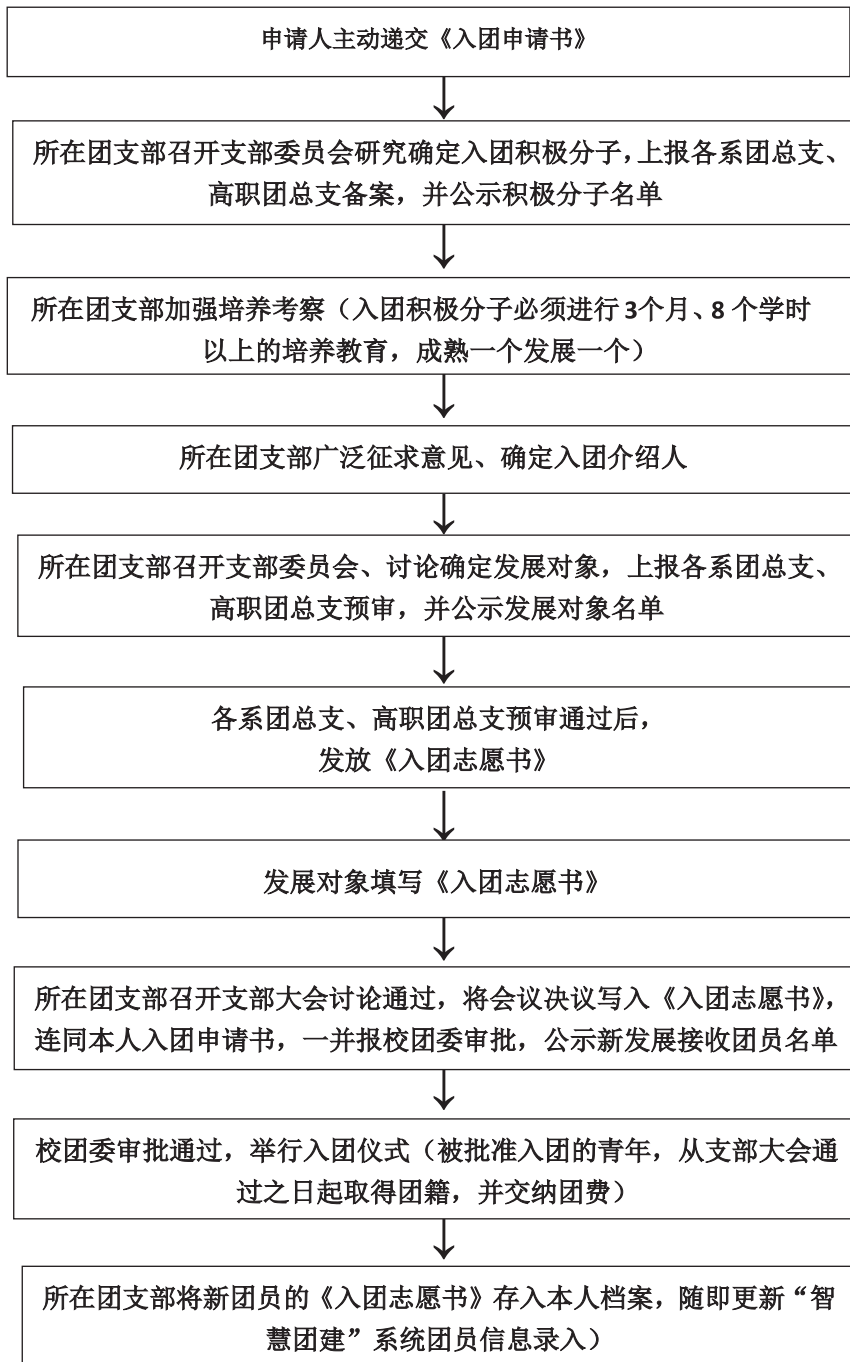 申请人主动递交《入团申请书》
所在团支部召开支部委员会研究确定入团积极分子，上报各系团总支、
高职团总支备案，并公示积极分子名单
所在团支部加强培养考察（入团积极分子必须进行 3个月、8 个学时
以上的培养教育，成熟一个发展一个）
所在团支部广泛征求意见、确定入团介绍人
所在团支部召开支部委员会、讨论确定发展对象，上报各系团总支、
高职团总支预审，并公示发展对象名单
各系团总支、高职团总支预审通过后，
发放《入团志愿书》
发展对象填写《入团志愿书》
所在团支部召开支部大会讨论通过，将会议决议写入《入团志愿书》，
连同本人入团申请书，一并报校团委审批，公示新发展接收团员名单
校团委审批通过，举行入团仪式（被批准入团的青年，从支部大会通
过之日起取得团籍，并交纳团费）
所在团支部将新团员的《入团志愿书》存入本人档案，随即更新“智
慧团建”系统团员信息录入）